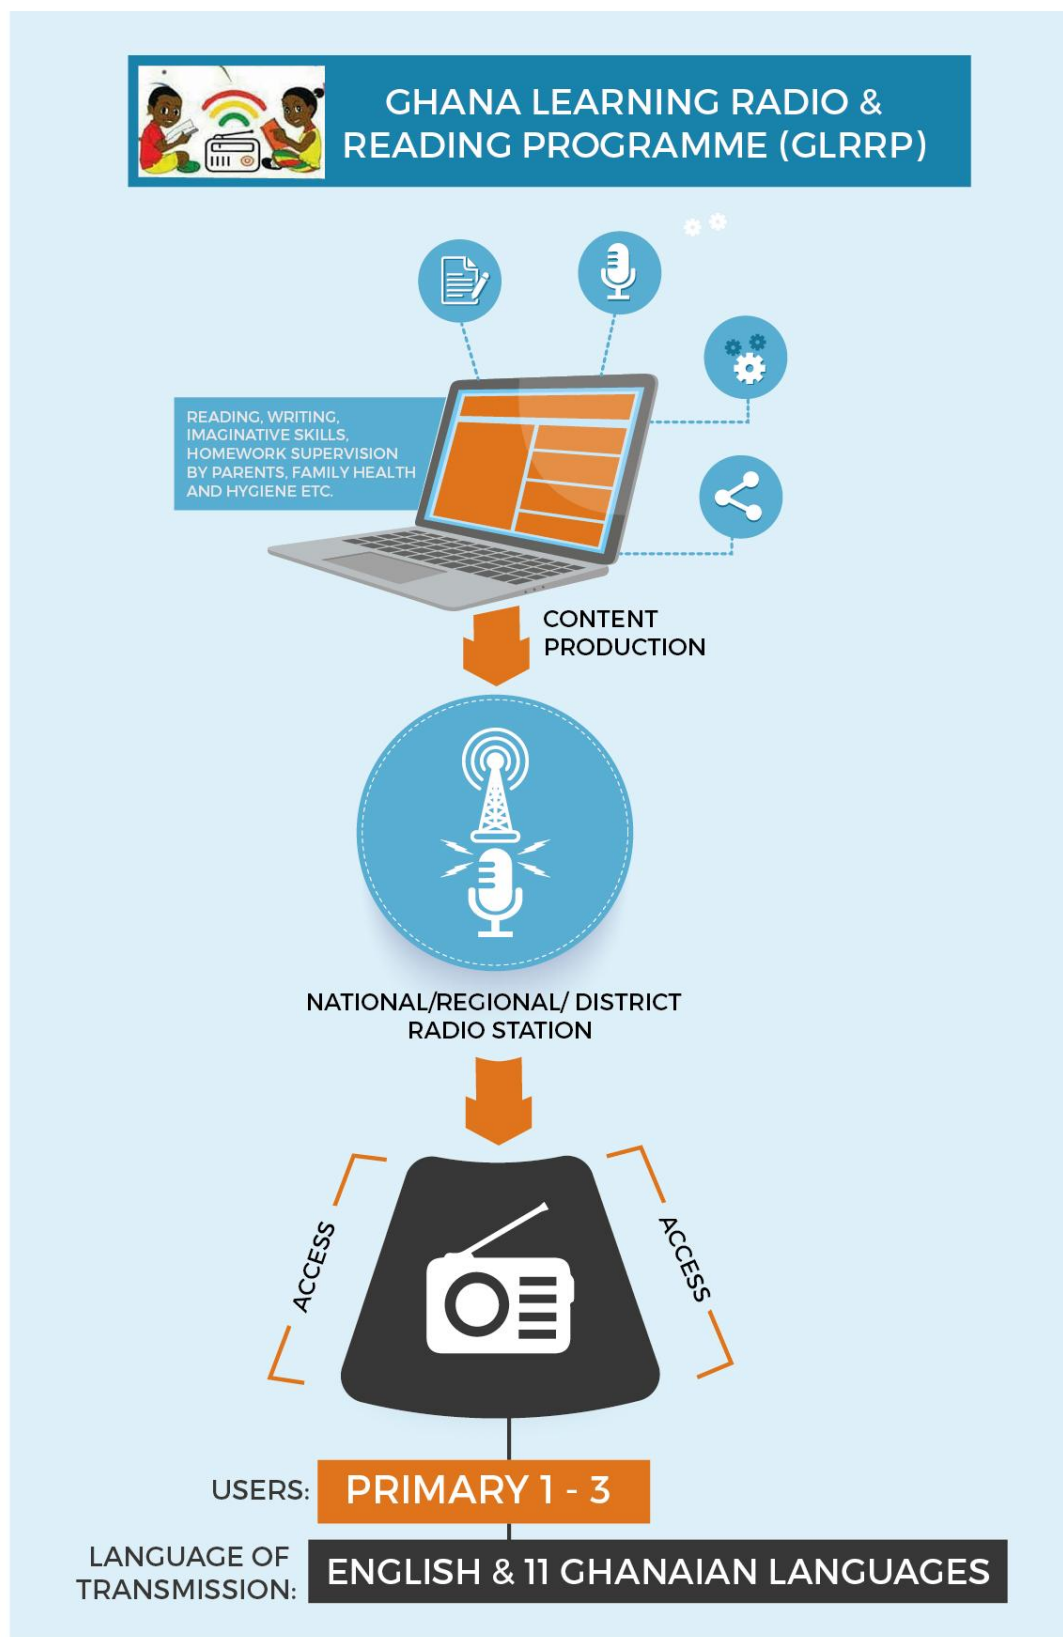 GHANA LEARNING RADIO &
READING PROGRAMME (GLRRP)
READING, WRITING,
IMAGINATIVE SKILLS,
HOMEWORK SUPERVISION
BY PARENTS, FAMILY HEALTH
AND HYGIENE ETC.
CONTENT
PRODUCTION
NATIONAL/REGIONAL/ DISTRICT
RADIO STATION
ACCESS
ACCESS
USERS: PRIMARY 1 - 3
LANGUAGE OF
TRANSMISSION:
ENGLISH & 11 GHANAIAN LANGUAGES